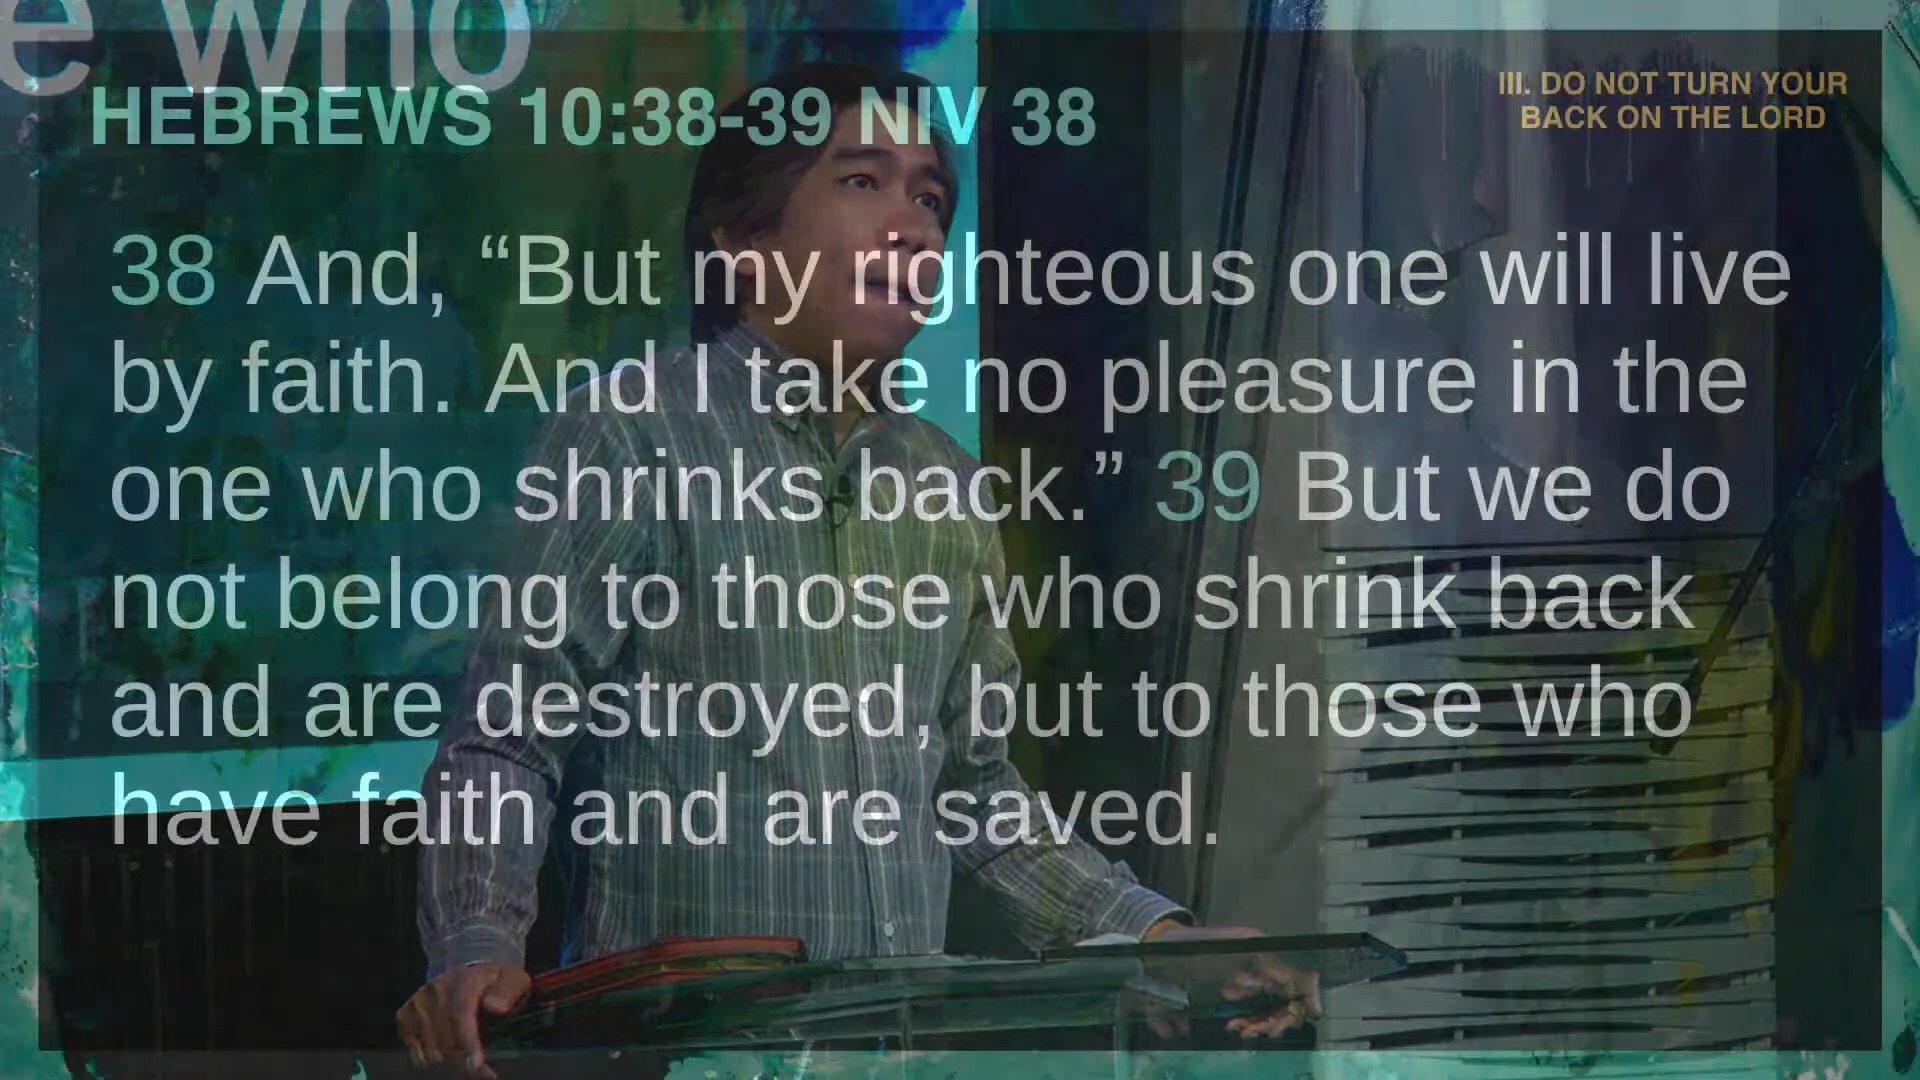 e who
HEBREWS 10:38-39 NIV 38
III. DO NOT TURN YOUR
BACK ON THE LORD
38 And, “But my righteous one will live
by faith. And I take no pleasure in the
one who shrinks back.” 39 But we do
not belong to those who shrink back
and are destroyed, but to those who
have faith and are saved.